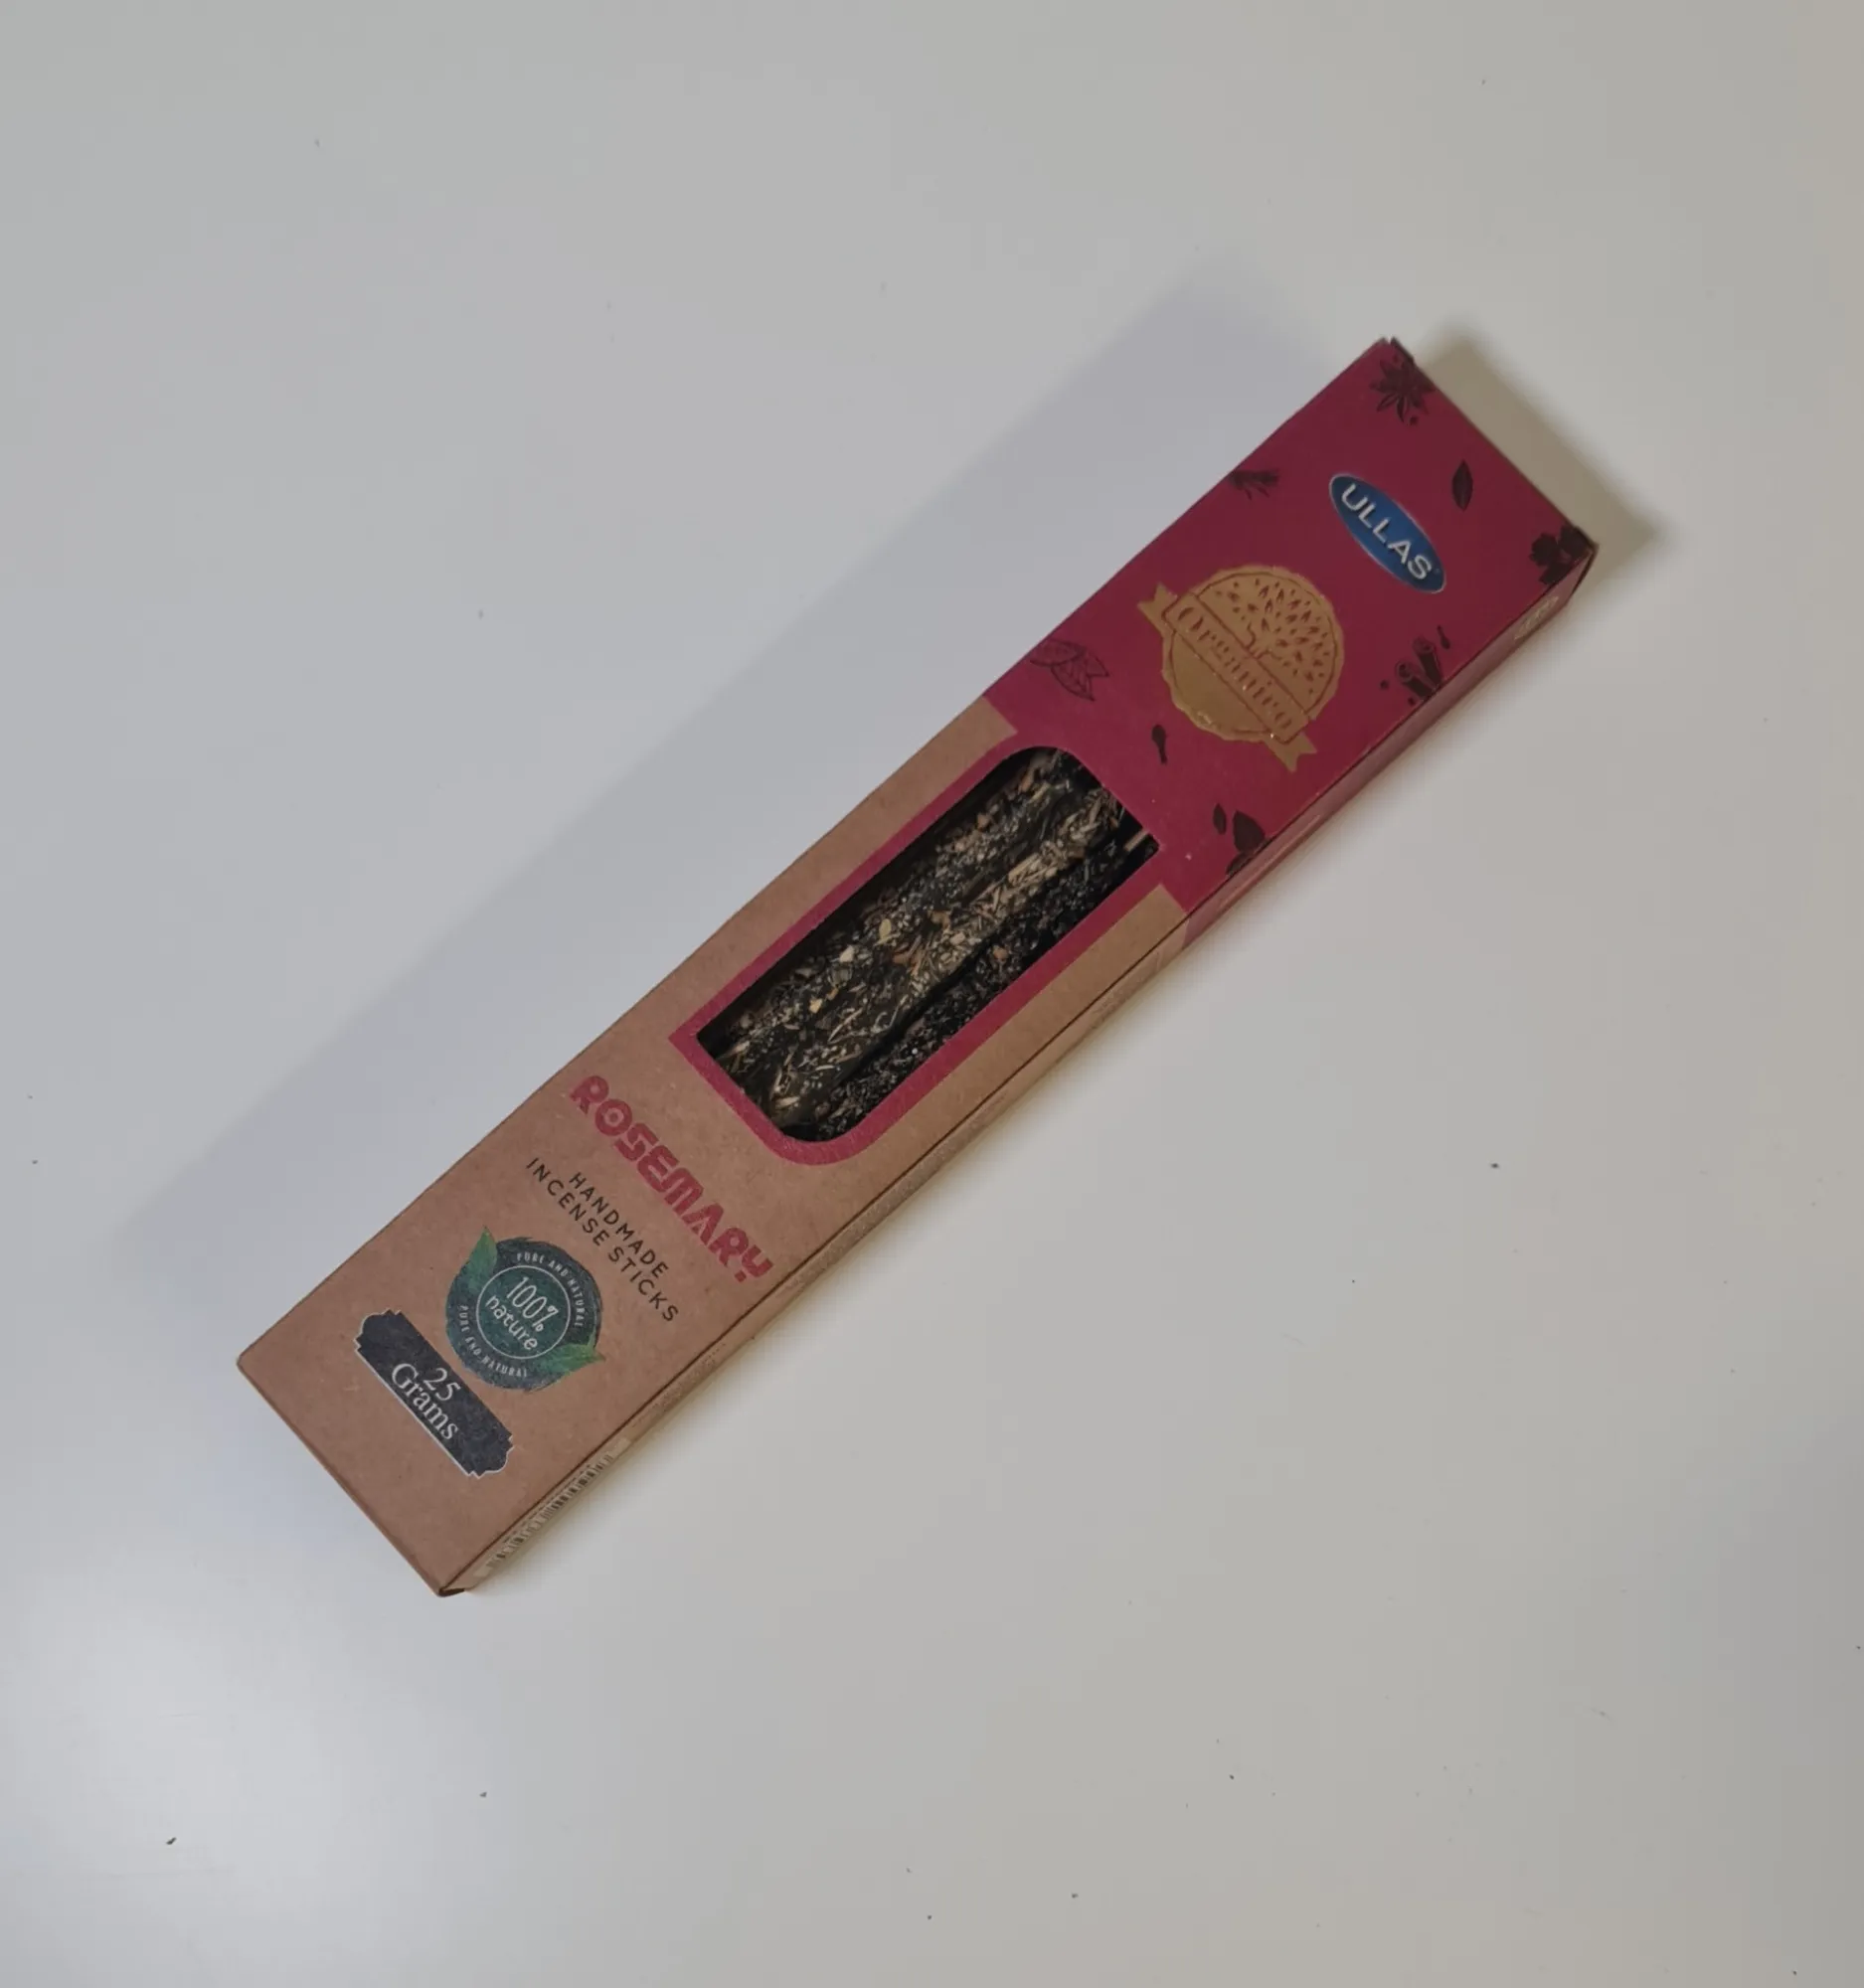 ULLAS
Organico
ROSEMARY
HANDMADE
INCENSE STICKS
PURE AND NATURAL
100%
nature
PURE AND NATURAL
25
Grams